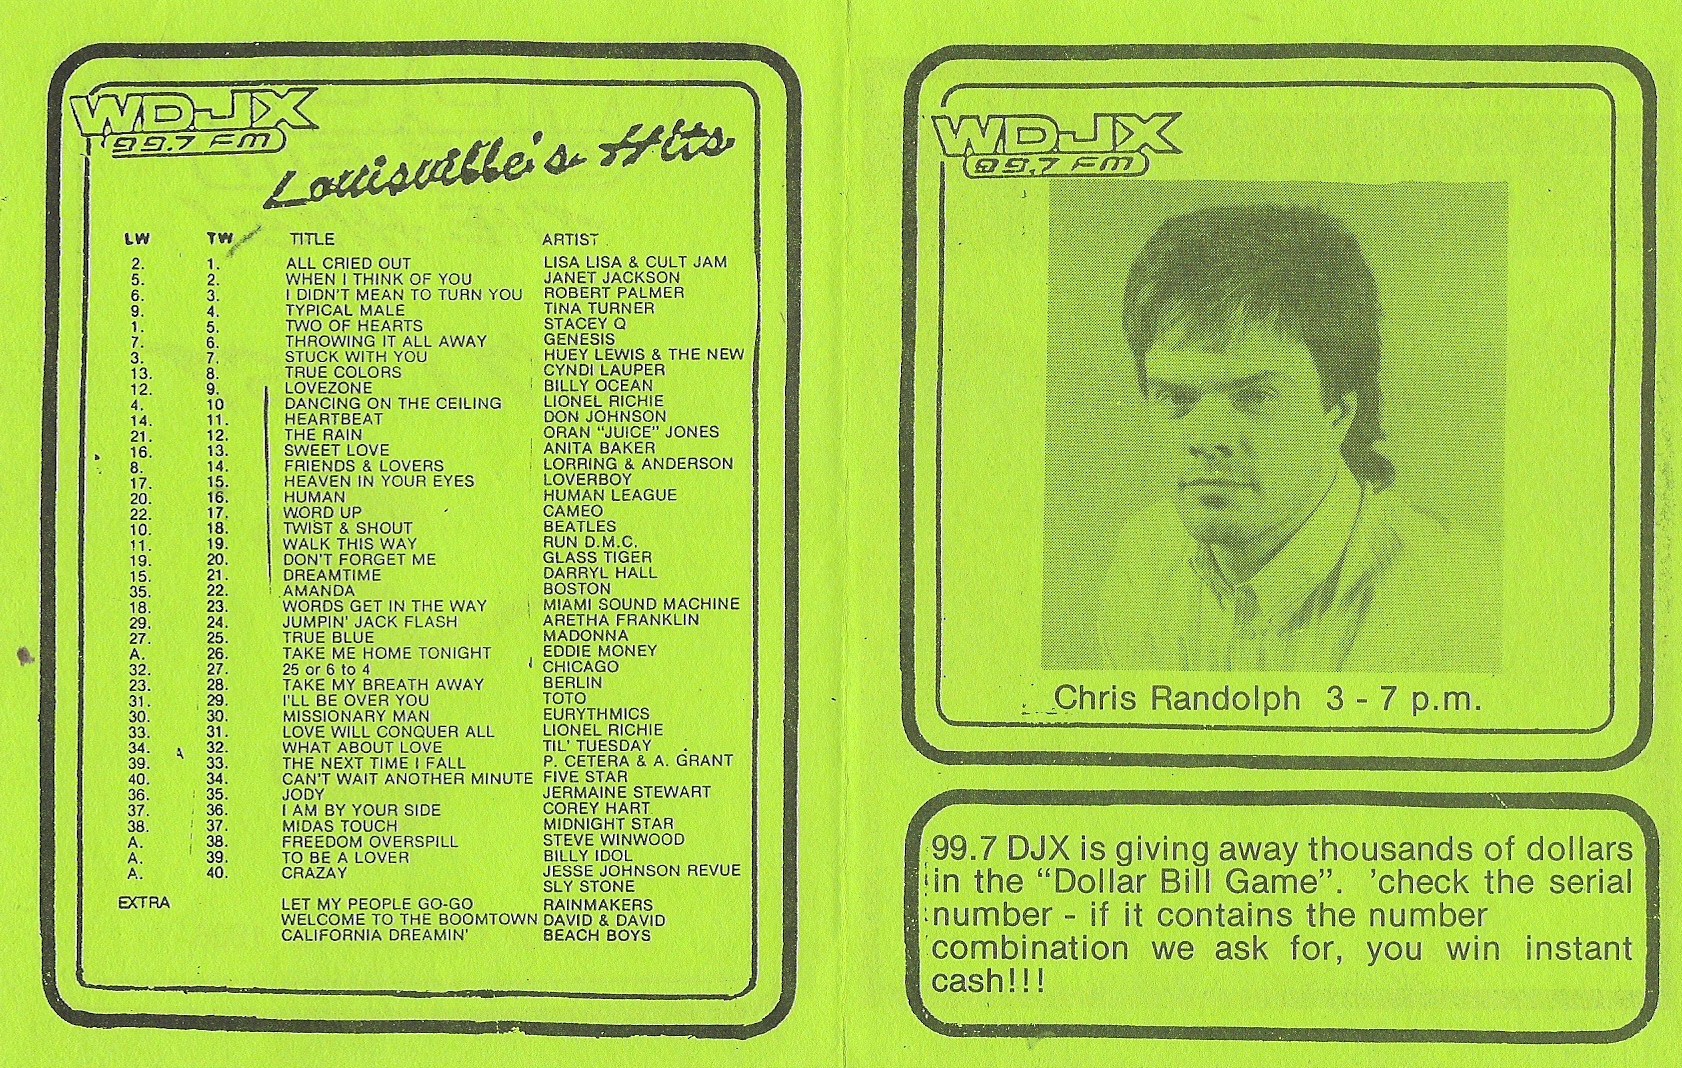 WDJX
99.7 FM
Louisville's Hits
LW TW TITLE ARTIST
2. 1. ALL CRIED OUT LISA LISA & CULT JAM
5. 2. WHEN I THINK OF YOU JANET JACKSON
6. 3. I DIDN'T MEAN TO TURN YOU ROBERT PALMER
9. 4. TYPICAL MALE TINA TURNER
1. 5. TWO OF HEARTS STACEY Q
7. 6. THROWING IT ALL AWAY GENESIS
3. 7. STUCK WITH YOU HUEY LEWIS & THE NEW
13. 8. TRUE COLORS CYNDI LAUPER
12. 9. LOVEZONE BILLY OCEAN
4. 10 DANCING ON THE CEILING LIONEL RICHIE
14. 11. HEARTBEAT DON JOHNSON
21. 12. THE RAIN ORAN "JUICE" JONES
16. 13. SWEET LOVE ANITA BAKER
8. 14. FRIENDS & LOVERS LORRING & ANDERSON
17. 15. HEAVEN IN YOUR EYES LOVERBOY
20. 16. HUMAN HUMAN LEAGUE
22. 17. WORD UP CAMEO
10. 18. TWIST & SHOUT BEATLES
11. 19. WALK THIS WAY RUN D.M.C.
19. 20. DON'T FORGET ME GLASS TIGER
15. 21. DREAMTIME DARRYL HALL
35. 22. AMANDA BOSTON
18. 23. WORDS GET IN THE WAY MIAMI SOUND MACHINE
29. 24. JUMPIN' JACK FLASH ARETHA FRANKLIN
27. 25. TRUE BLUE MADONNA
A. 26. TAKE ME HOME TONIGHT EDDIE MONEY
32. 27. 25 or 6 to 4 CHICAGO
23. 28. TAKE MY BREATH AWAY BERLIN
31. 29. I'LL BE OVER YOU TOTO
30. 30. MISSIONARY MAN EURYTHMICS
33. 31. LOVE WILL CONQUER ALL LIONEL RICHIE
34. 32. WHAT ABOUT LOVE TIL' TUESDAY
39. 33. THE NEXT TIME I FALL P. CETERA & A. GRANT
40. 34. CAN'T WAIT ANOTHER MINUTE FIVE STAR
36. 35. JODY JERMAINE STEWART
37. 36. I AM BY YOUR SIDE COREY HART
38. 37. MIDAS TOUCH MIDNIGHT STAR
A. 38. FREEDOM OVERSPILL STEVE WINWOOD
A. 39. TO BE A LOVER BILLY IDOL
A. 40. CRAZAY JESSE JOHNSON REVUE
SLY STONE
EXTRA LET MY PEOPLE GO-GO RAINMAKERS
WELCOME TO THE BOOMTOWN DAVID & DAVID
CALIFORNIA DREAMIN' BEACH BOYS
WDJX
99.7 FM
Chris Randolph 3 - 7 p.m.
99.7 DJX is giving away thousands of dollars
in the "Dollar Bill Game". 'check the serial
number - if it contains the number
combination we ask for, you win instant
cash!!!